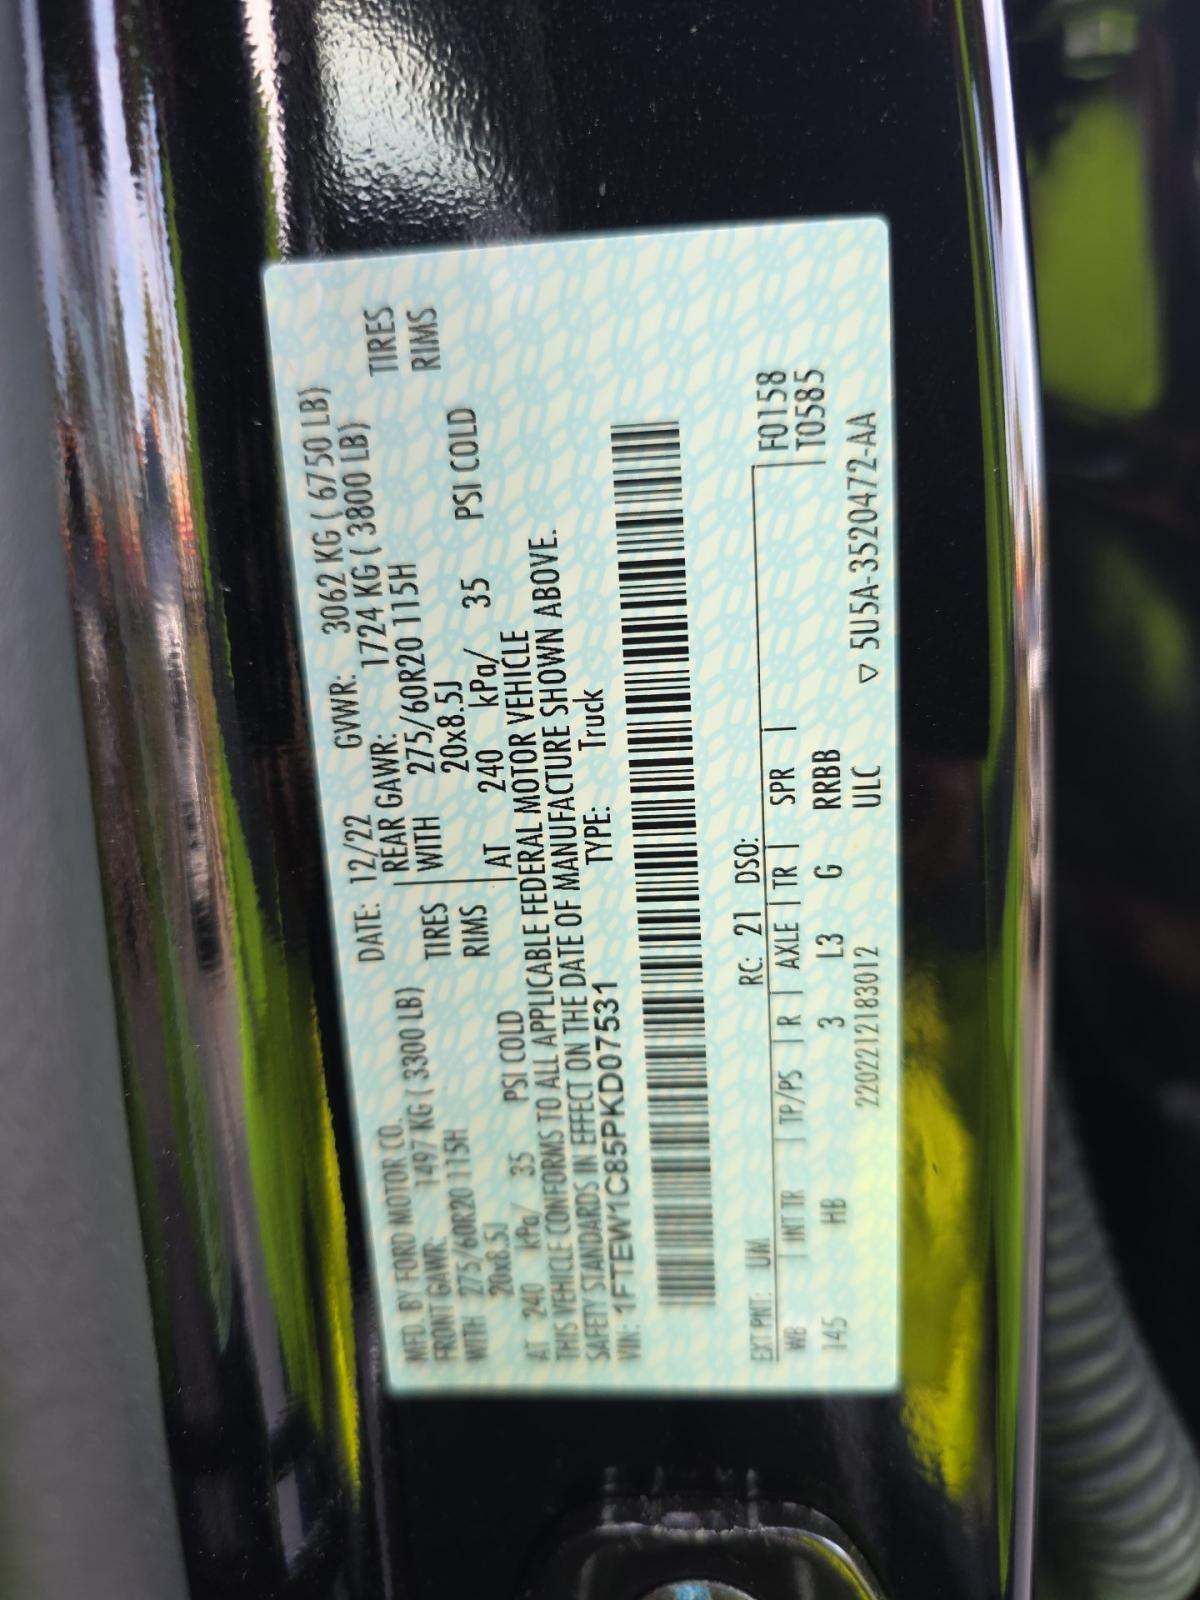 MFD. BY FORD MOTOR CO.
DATE: 12/22 GVWR: 3062 KG ( 6750 LB)
FRONT GAWR: 1497 KG ( 3300 LB) REAR GAWR: 1724 KG ( 3800 LB)
WITH 275/60R20 115H TIRES WITH 275/60R20 115H TIRES
20x8.5J RIMS 20x8.5J RIMS
AT 240 kPa/ 35 PSI COLD AT 240 kPa/ 35 PSI COLD
THIS VEHICLE CONFORMS TO ALL APPLICABLE FEDERAL MOTOR VEHICLE
SAFETY STANDARDS IN EFFECT ON THE DATE OF MANUFACTURE SHOWN ABOVE.
VIN: 1FTEW1C85PKD07531 TYPE: Truck
EXT PNT: UM RC: 21 DSO: F0158
WB | INT TR | TP/PS | R | AXLE | TR | SPR | T0585
145 HB 3 L3 G RRBB
2202212183012 ULC ▽ 5U5A-3520472-AA